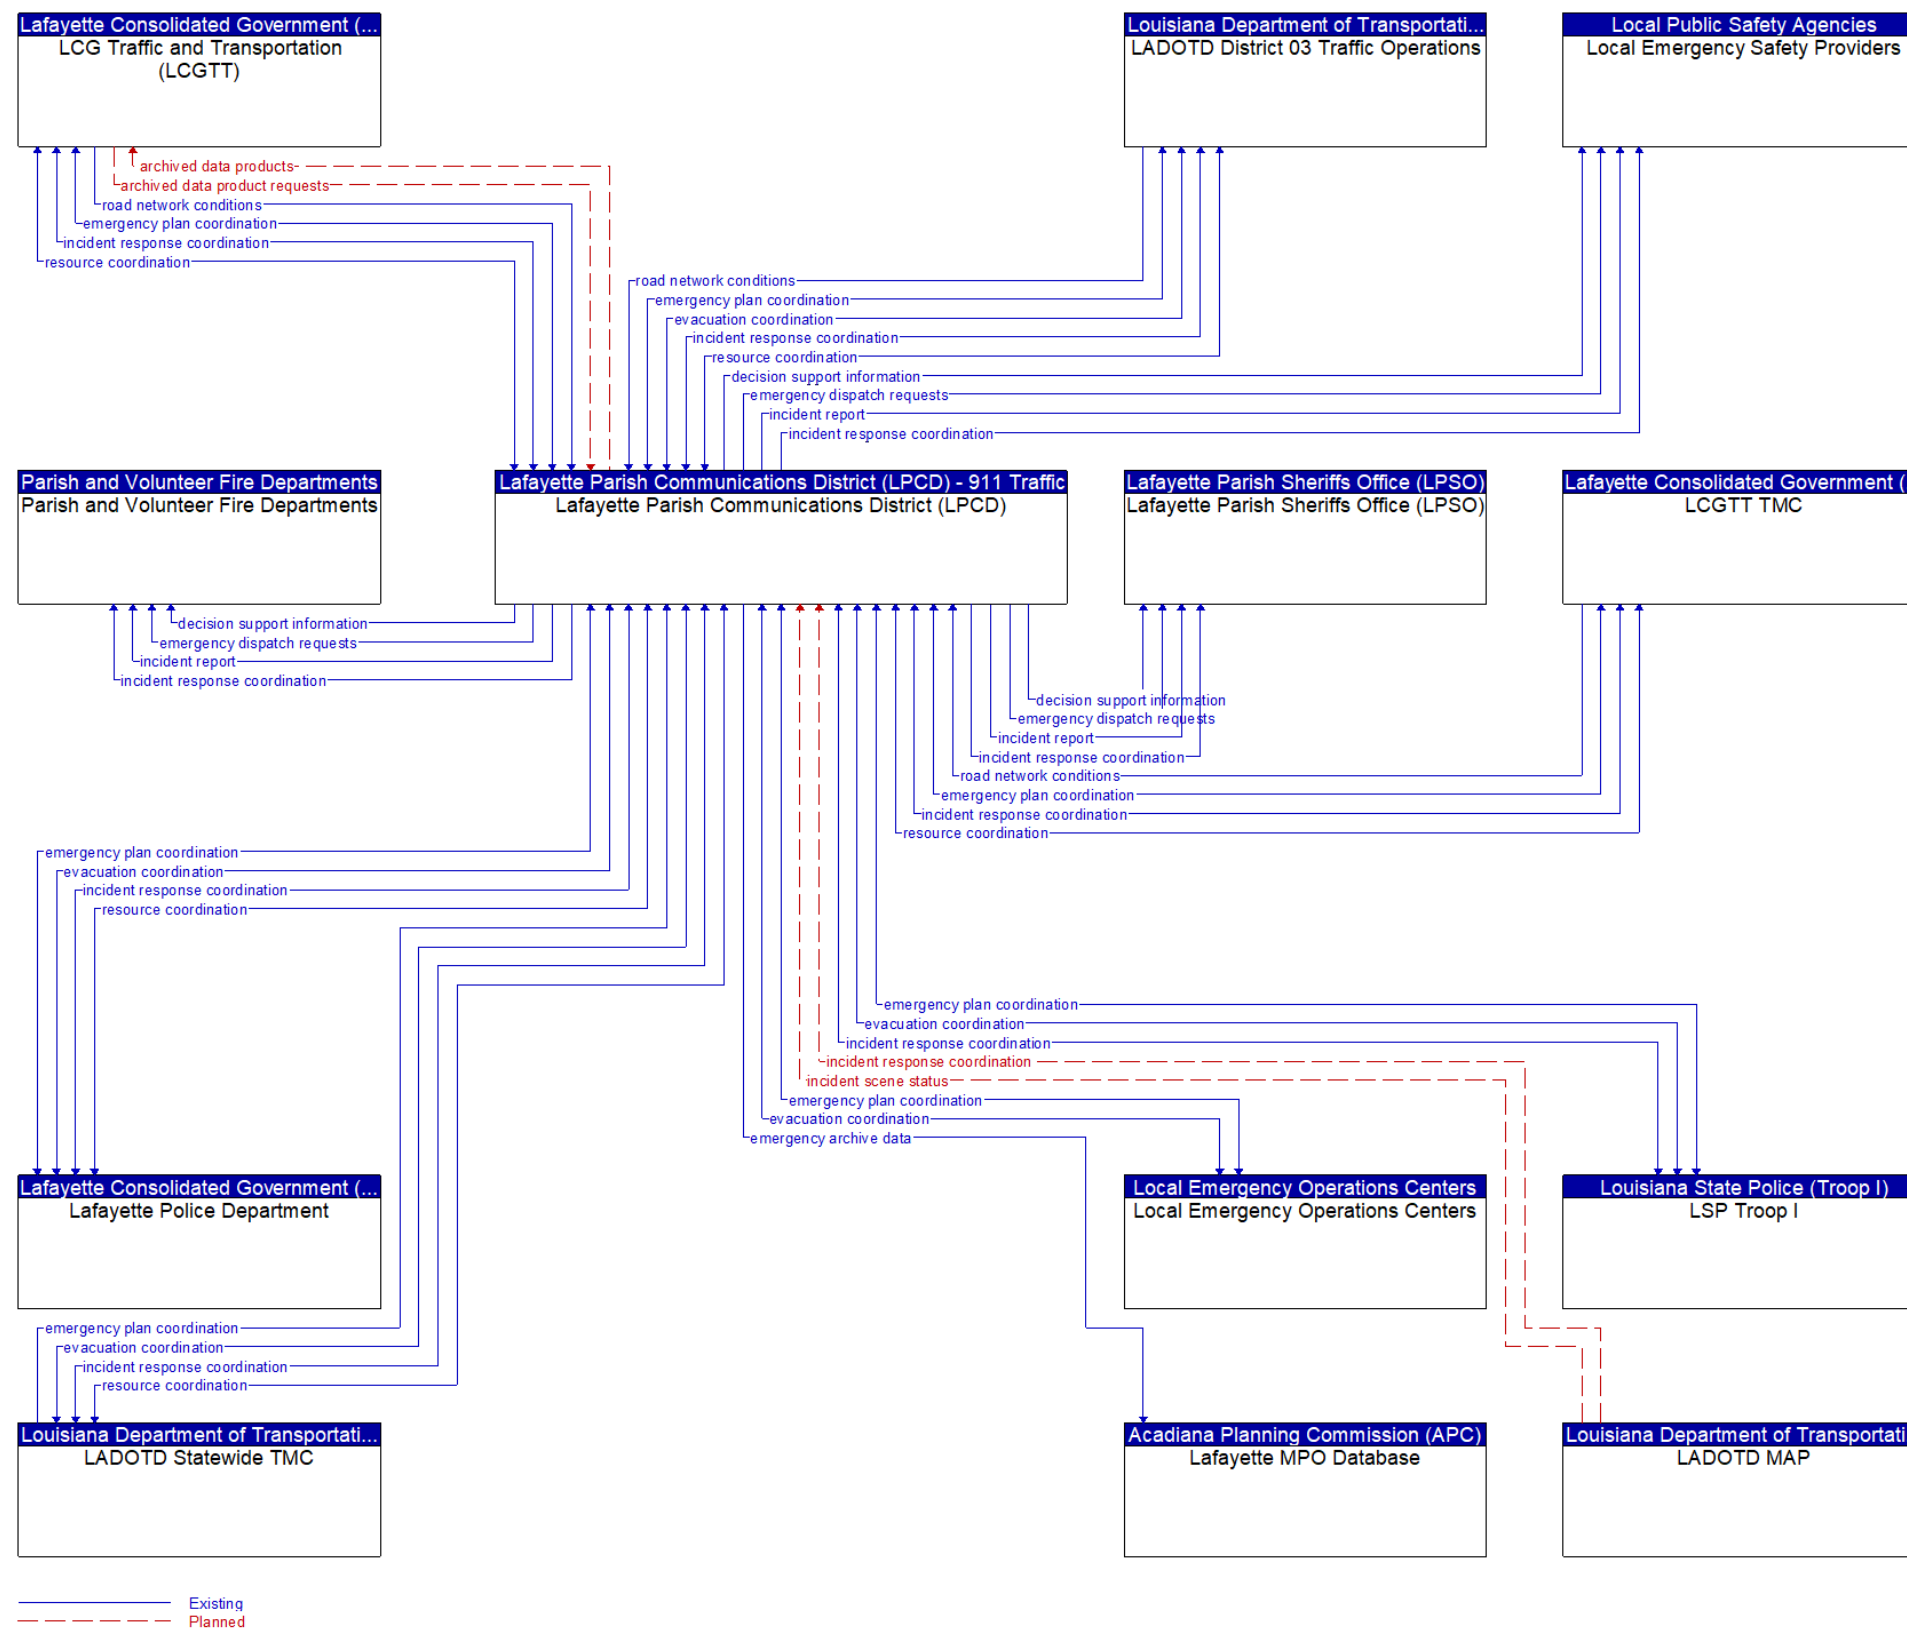 Lafayette Consolidated Government (...
LCG Traffic and Transportation
(LCGTT)
Louisiana Department of Transportati...
LADOTD District 03 Traffic Operations
Local Public Safety Agencies
Local Emergency Safety Providers
archived data products
archived data product requests
road network conditions
emergency plan coordination
incident response coordination
resource coordination
road network conditions
emergency plan coordination
evacuation coordination
incident response coordination
resource coordination
decision support information
emergency dispatch requests
incident report
incident response coordination
Parish and Volunteer Fire Departments
Parish and Volunteer Fire Departments
Lafayette Parish Communications District (LPCD) - 911 Traffic
Lafayette Parish Communications District (LPCD)
Lafayette Parish Sheriffs Office (LPSO)
Lafayette Parish Sheriffs Office (LPSO)
Lafayette Consolidated Government (
LCGTT TMC
decision support information
emergency dispatch requests
incident report
incident response coordination
decision support information
emergency dispatch requests
incident report
incident response coordination
road network conditions
emergency plan coordination
incident response coordination
resource coordination
emergency plan coordination
evacuation coordination
incident response coordination
resource coordination
emergency plan coordination
evacuation coordination
incident response coordination
incident response coordination
incident scene status
emergency plan coordination
evacuation coordination
emergency archive data
Lafayette Consolidated Government (...
Lafayette Police Department
Local Emergency Operations Centers
Local Emergency Operations Centers
Louisiana State Police (Troop I)
LSP Troop I
emergency plan coordination
evacuation coordination
incident response coordination
resource coordination
Louisiana Department of Transportati...
LADOTD Statewide TMC
Acadiana Planning Commission (APC)
Lafayette MPO Database
Louisiana Department of Transportati
LADOTD MAP
Existing
Planned